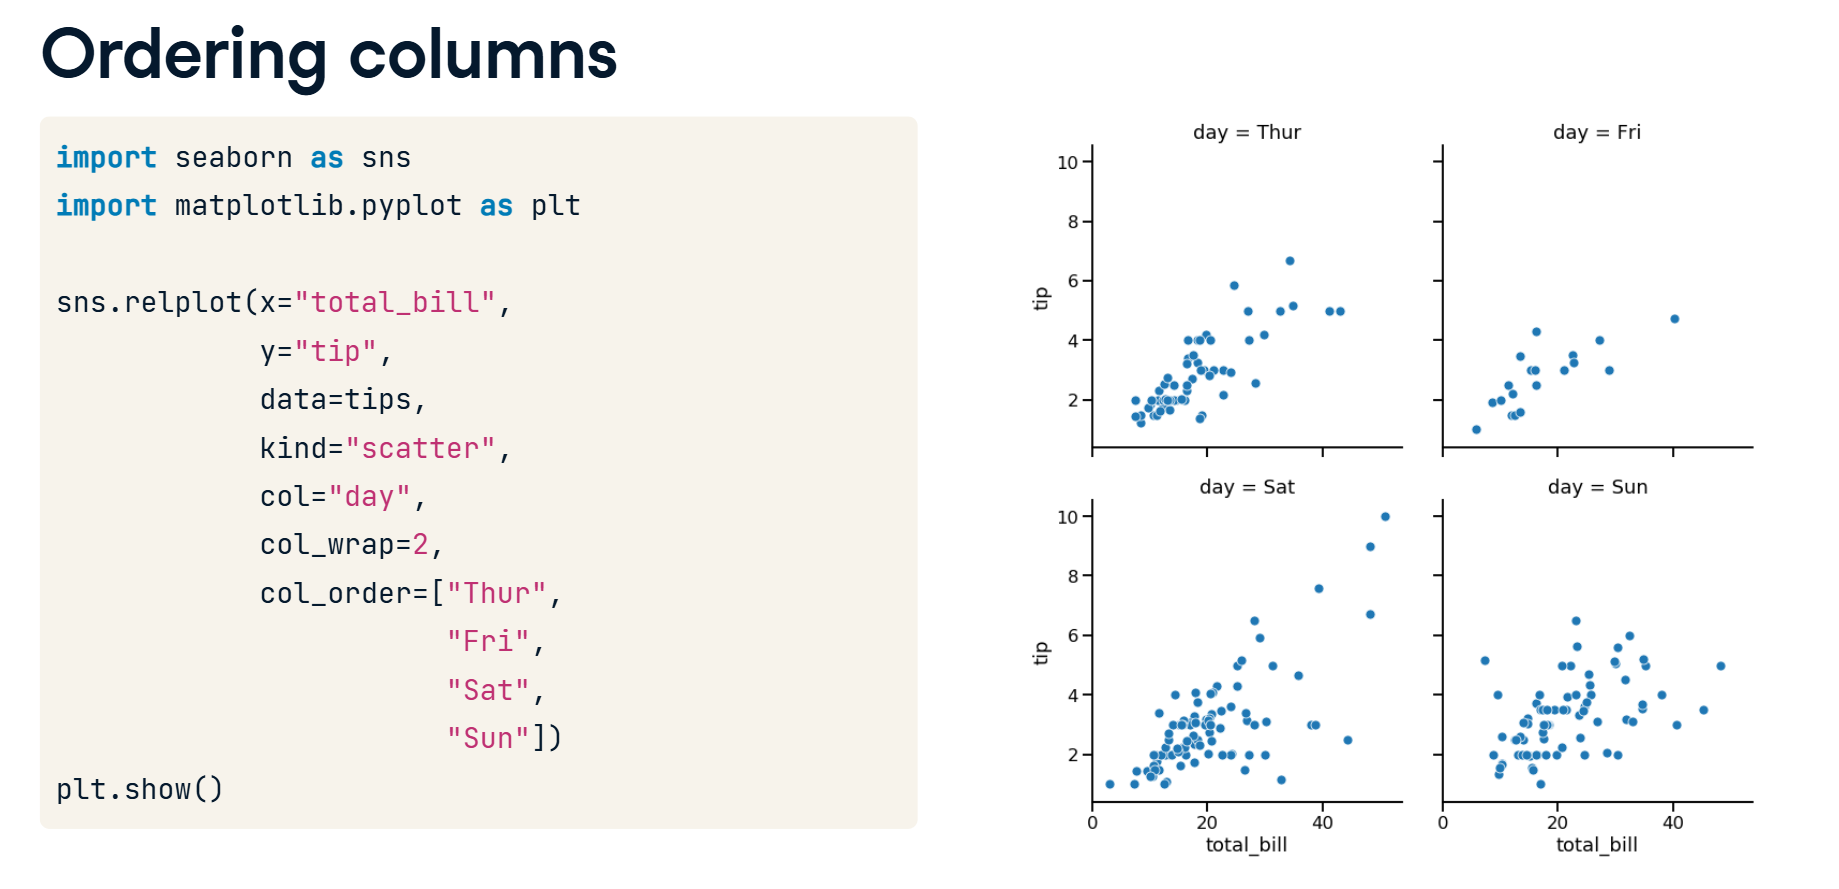 Ordering columns
import seaborn as sns
import matplotlib.pyplot as plt
sns.relplot(x="total_bill",
y="tip",
data=tips,
kind="scatter",
col="day",
col_wrap=2,
col_order=["Thur",
"Fri",
"Sat",
"Sun"])
plt.show()
day = Thur
10
8
6
4
2
tip
day = Fri
day = Sat
10
8
6
4
2
tip
0 20 40
total_bill
day = Sun
0 20 40
total_bill